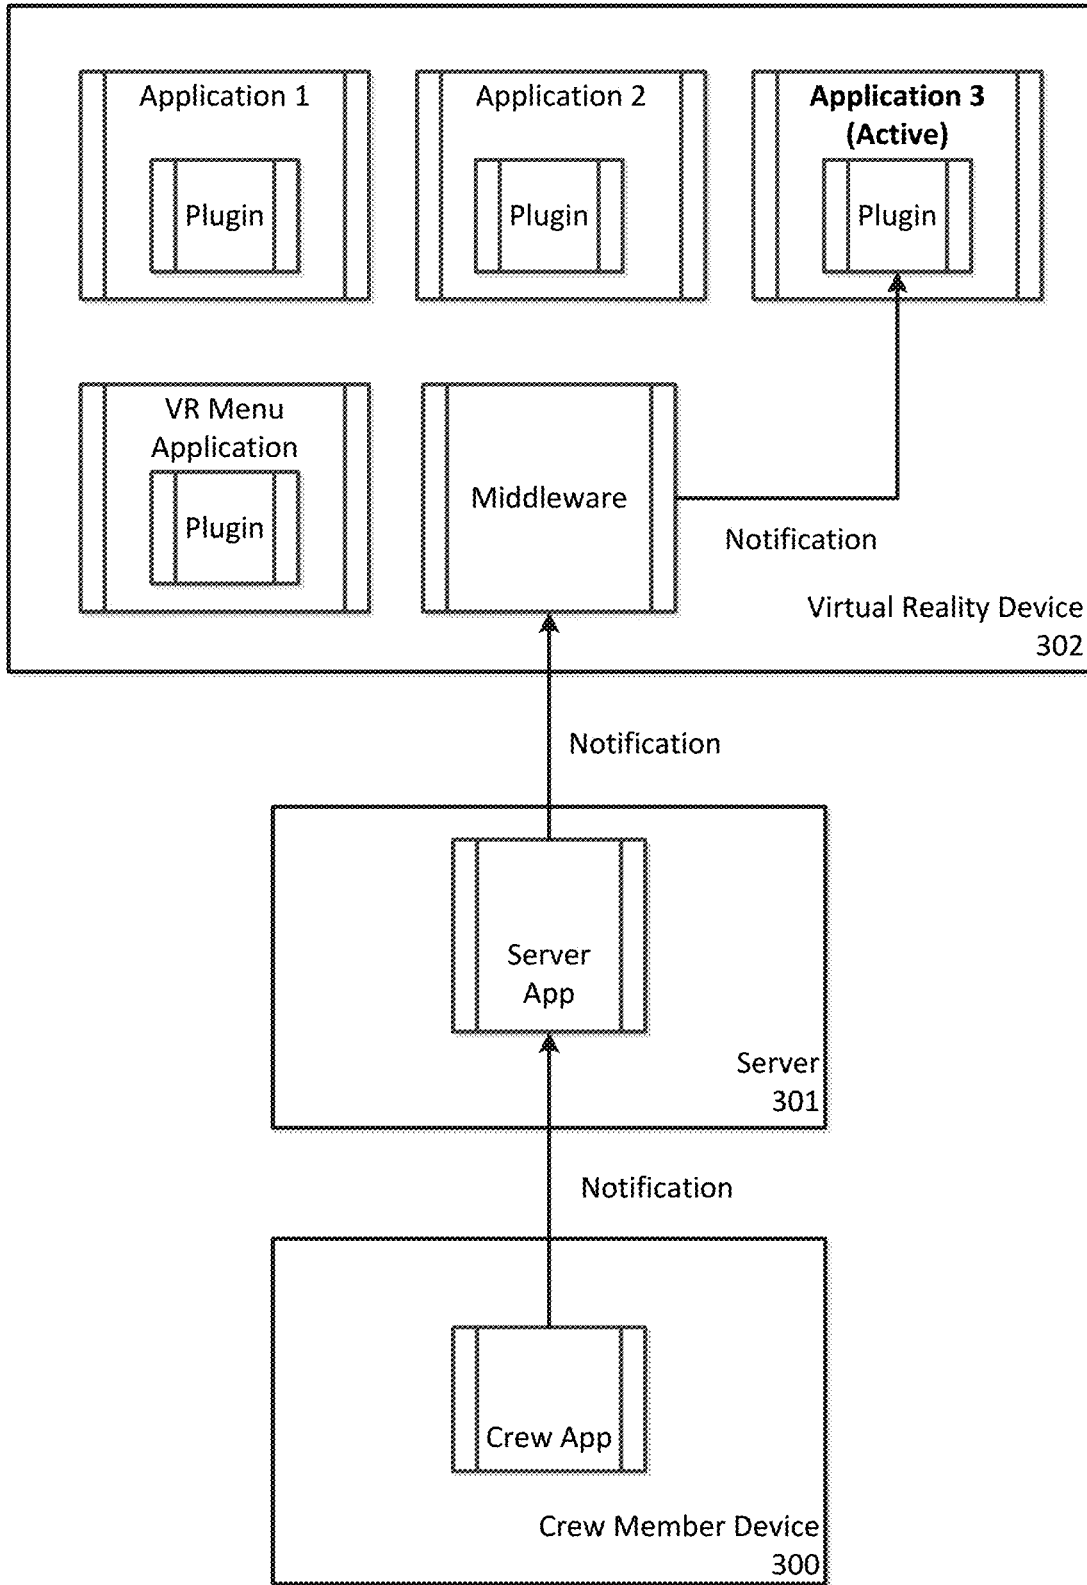 Application 1
Application 2
Application 3
(Active)
Plugin
Plugin
Plugin
VR Menu
Application
Plugin
Middleware
Notification
Virtual Reality Device
302
Notification
Server
App
Server
301
Notification
Crew App
Crew Member Device
300